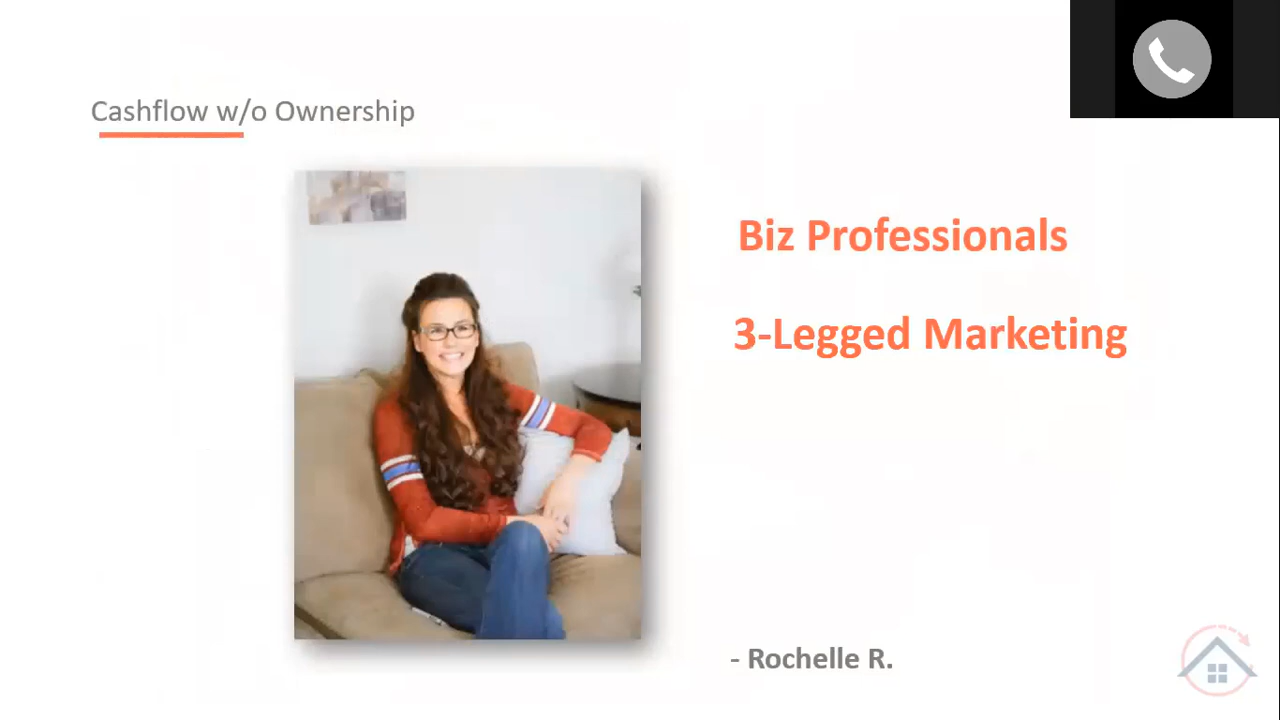 Cashflow w/o Ownership
Biz Professionals
3-Legged Marketing
- Rochelle R.